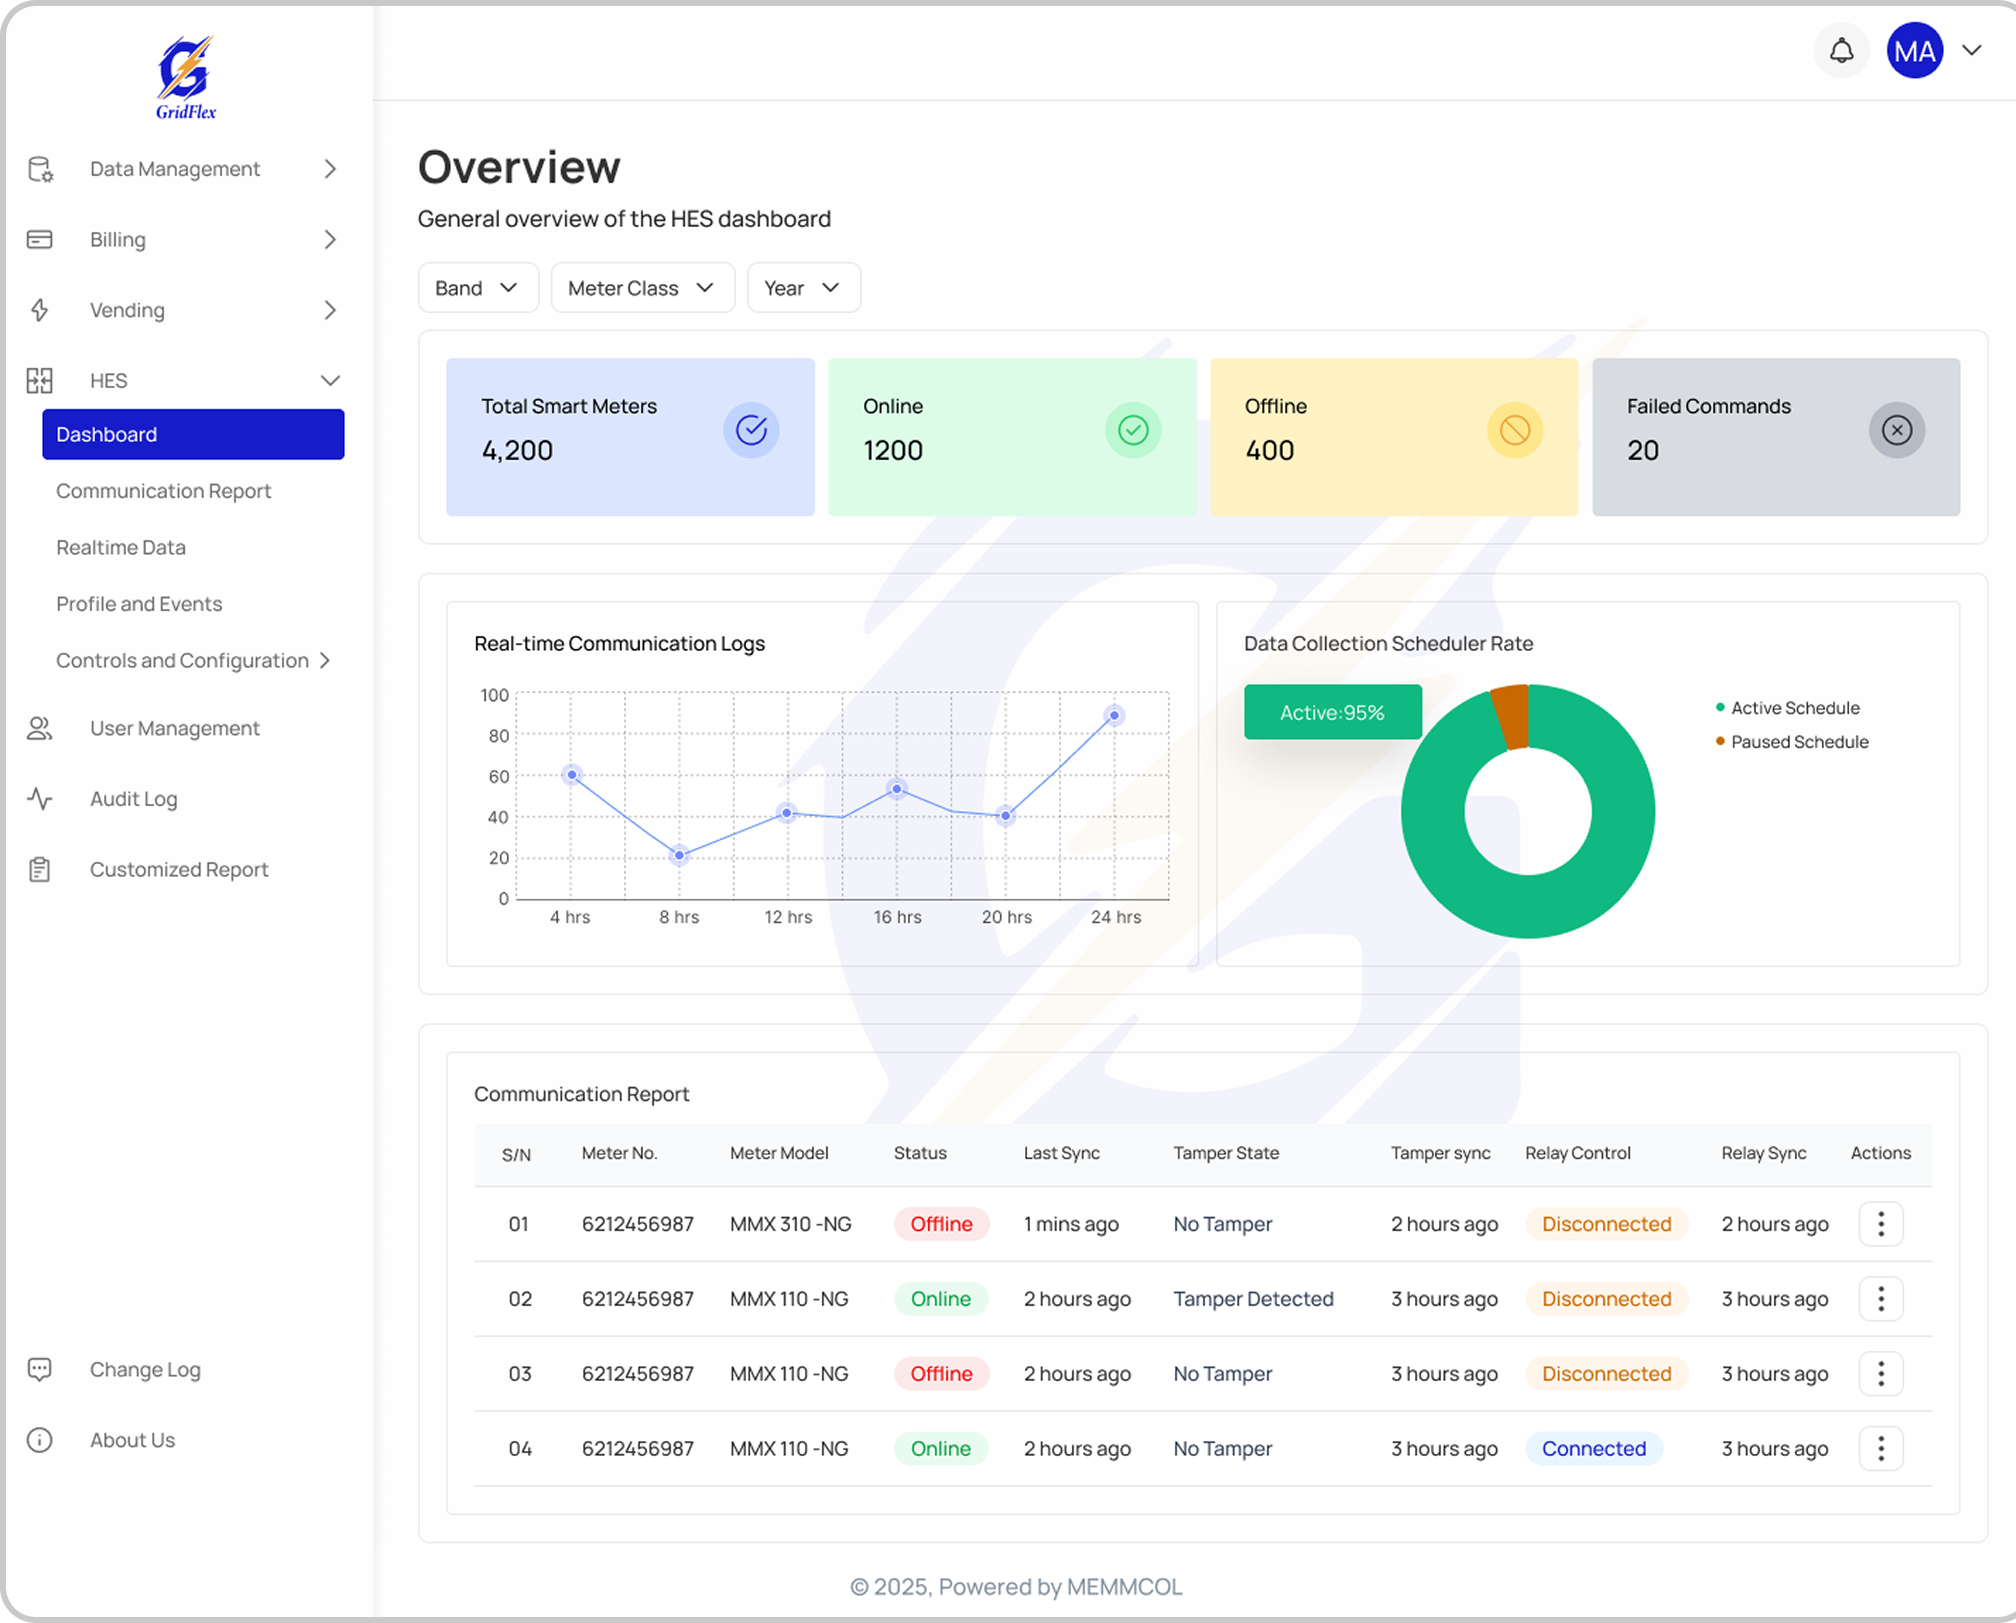 GridFlex
MA
Data Management
Billing
Vending
HES
Dashboard
Communication Report
Realtime Data
Profile and Events
Controls and Configuration
User Management
Audit Log
Customized Report
Change Log
About Us
Overview
General overview of the HES dashboard
Band Meter Class Year
Total Smart Meters
4,200
Online
1200
Offline
400
Failed Commands
20
Real-time Communication Logs
100
80
60
40
20
0
4 hrs 8 hrs 12 hrs 16 hrs 20 hrs 24 hrs
Data Collection Scheduler Rate
Active:95%
Active Schedule
Paused Schedule
Communication Report
S/N Meter No. Meter Model Status Last Sync Tamper State Tamper sync Relay Control Relay Sync Actions
01 6212456987 MMX 310 -NG Offline 1 mins ago No Tamper 2 hours ago Disconnected 2 hours ago
02 6212456987 MMX 110 -NG Online 2 hours ago Tamper Detected 3 hours ago Disconnected 3 hours ago
03 6212456987 MMX 110 -NG Offline 2 hours ago No Tamper 3 hours ago Disconnected 3 hours ago
04 6212456987 MMX 110 -NG Online 2 hours ago No Tamper 3 hours ago Connected 3 hours ago
© 2025, Powered by MEMMCOL